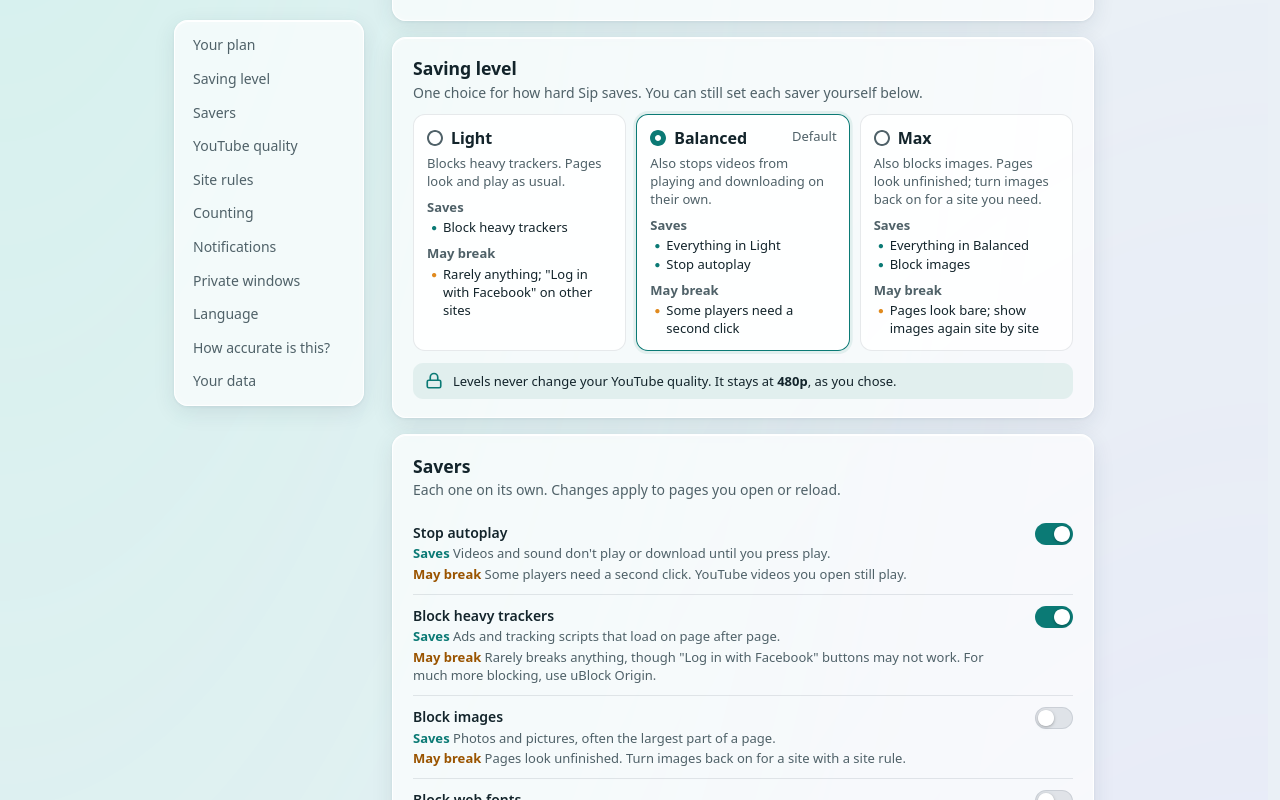 Your plan
Saving level
Savers
YouTube quality
Site rules
Counting
Notifications
Private windows
Language
How accurate is this?
Your data
Saving level
One choice for how hard Sip saves. You can still set each saver yourself below.
Light
Blocks heavy trackers. Pages
look and play as usual.
Saves
• Block heavy trackers
May break
• Rarely anything; "Log in
with Facebook" on other
sites
Balanced
Default
Also stops videos from
playing and downloading on
their own.
Saves
• Everything in Light
• Stop autoplay
May break
• Some players need a
second click
Max
Also blocks images. Pages
look unfinished; turn images
back on for a site you need.
Saves
• Everything in Balanced
• Block images
May break
• Pages look bare; show
images again site by site
Levels never change your YouTube quality. It stays at 480p, as you chose.
Savers
Each one on its own. Changes apply to pages you open or reload.
Stop autoplay
Saves Videos and sound don't play or download until you press play.
May break Some players need a second click. YouTube videos you open still play.
Block heavy trackers
Saves Ads and tracking scripts that load on page after page.
May break Rarely breaks anything, though "Log in with Facebook" buttons may not work. For
much more blocking, use uBlock Origin.
Block images
Saves Photos and pictures, often the largest part of a page.
May break Pages look unfinished. Turn images back on for a site with a site rule.
Block web fonts